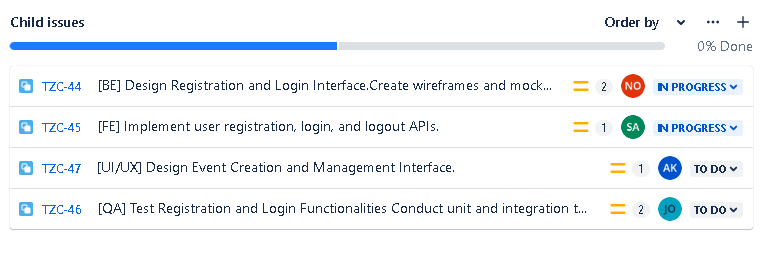 Child issues Order by
0% Done
TZC-44 [BE] Design Registration and Login Interface.Create wireframes and mock... 2 NO IN PROGRESS
TZC-45 [FE] Implement user registration, login, and logout APIs. 1 SA IN PROGRESS
TZC-47 [UI/UX] Design Event Creation and Management Interface. 1 AK TO DO
TZC-46 [QA] Test Registration and Login Functionalities Conduct unit and integration t... 2 JO TO DO